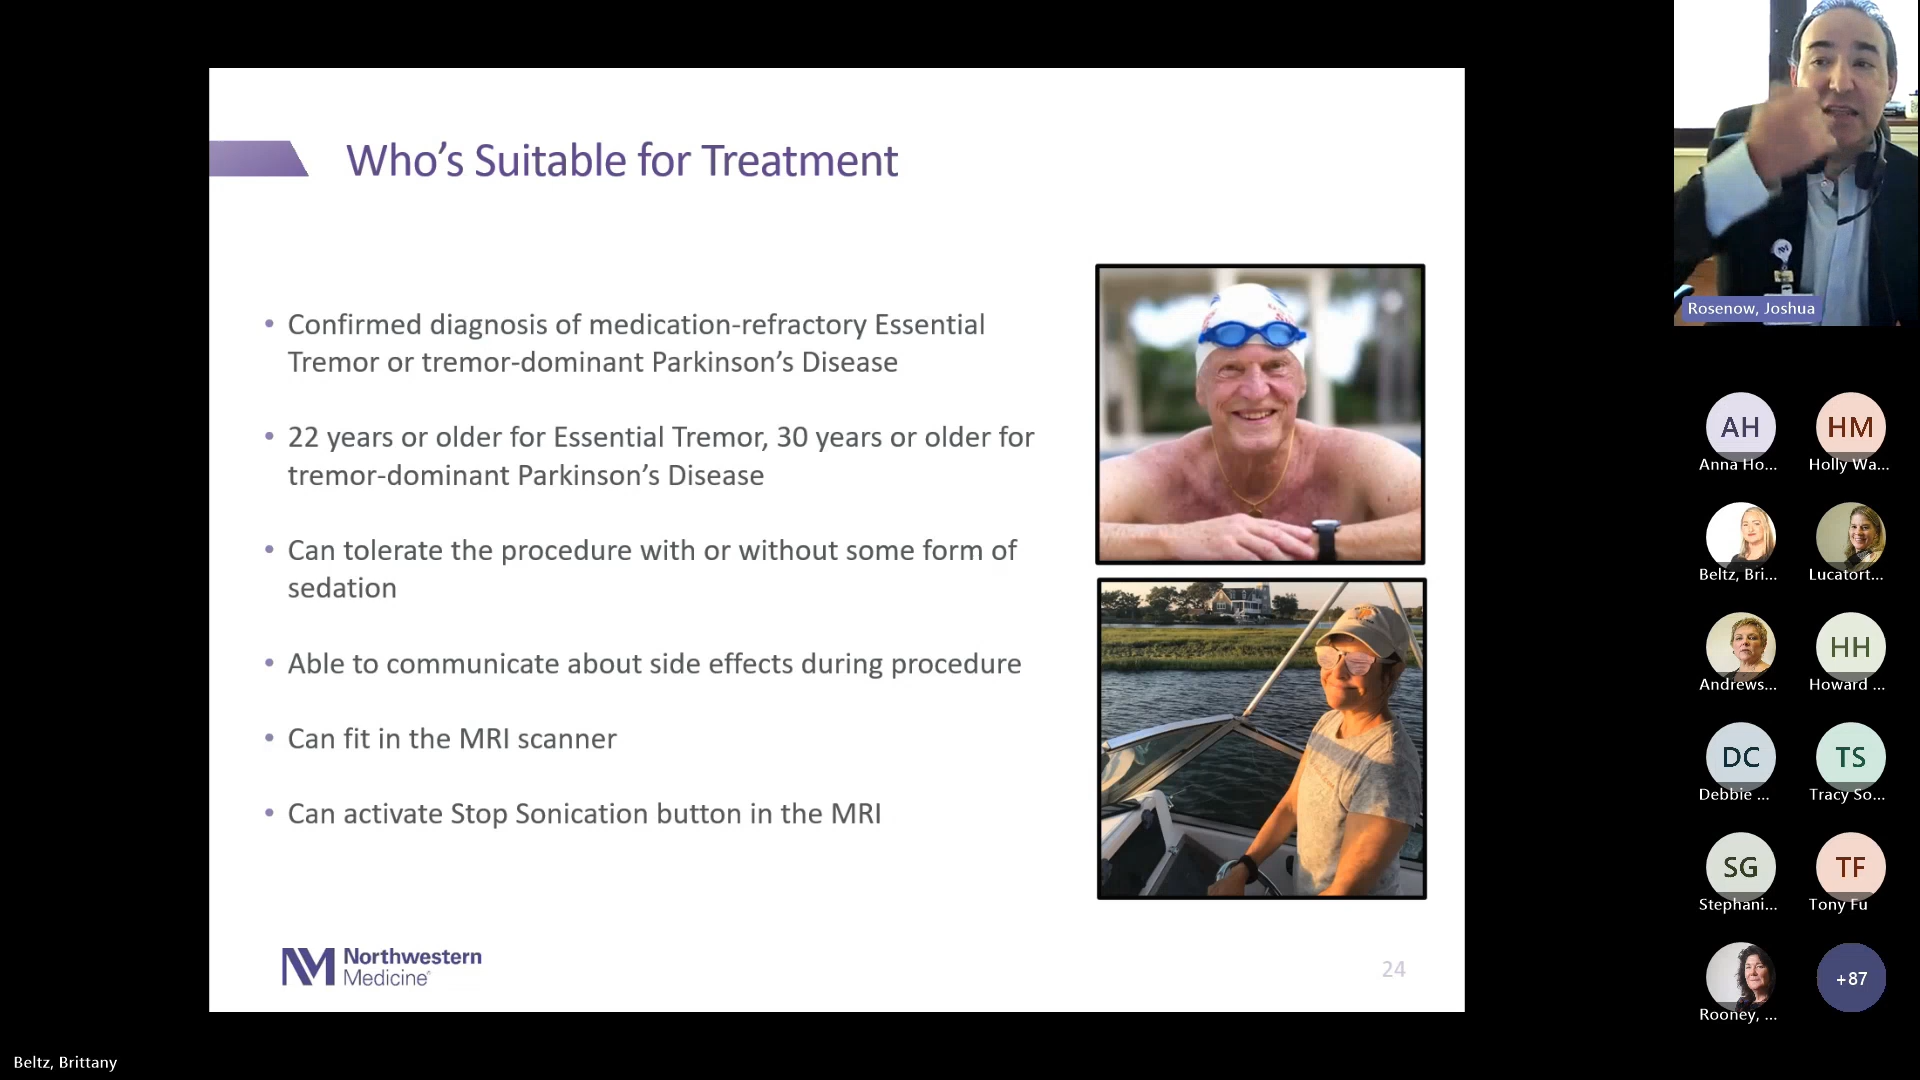 Who’s Suitable for Treatment
• Confirmed diagnosis of medication-refractory Essential
Tremor or tremor-dominant Parkinson’s Disease
• 22 years or older for Essential Tremor, 30 years or older for
tremor-dominant Parkinson’s Disease
• Can tolerate the procedure with or without some form of
sedation
• Able to communicate about side effects during procedure
• Can fit in the MRI scanner
• Can activate Stop Sonication button in the MRI
NM Northwestern
Medicine
24
Rosenow, Joshua
AH
Anna Ho...
HM
Holly Wa...
Beltz, Bri...
Lucatort...
Andrews...
HH
Howard ...
DC
Debbie ...
TS
Tracy So...
SG
Stephani...
TF
Tony Fu
Rooney, ...
+87
Beltz, Brittany